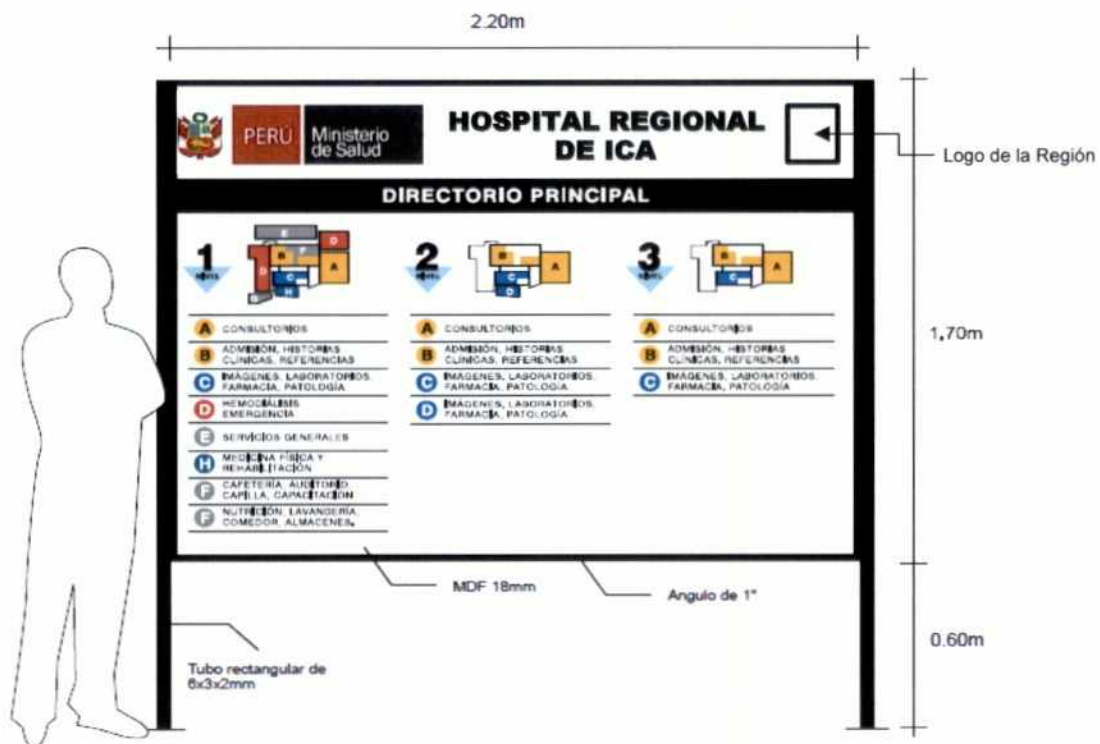 2.20m
PERÚ
Ministerio
de Salud
HOSPITAL REGIONAL
DE ICA
Logo de la Región
DIRECTORIO PRINCIPAL
1
NIVEL
E
D
F
B
A
D
C
H
G
A CONSULTORIOS
B ADMISIÓN, HISTORIAS
CLÍNICAS, REFERENCIAS
C IMÁGENES, LABORATORIOS,
FARMACIA, PATOLOGÍA
D HEMODIÁLISIS
EMERGENCIA
E SERVICIOS GENERALES
H MEDICINA FÍSICA Y
REHABILITACIÓN
F CAFETERÍA, AUDITORIO
CAPILLA, CAPACITACIÓN
F NUTRICIÓN, LAVANGERÍA,
COMEDOR, ALMACENES.
2
NIVEL
B
A
C
D
A CONSULTORIOS
B ADMISIÓN, HISTORIAS
CLÍNICAS, REFERENCIAS
C IMÁGENES, LABORATORIOS,
FARMACIA, PATOLOGÍA
D IMÁGENES, LABORATORIOS,
FARMACIA, PATOLOGÍA
3
NIVEL
B
A
C
A CONSULTORIOS
B ADMISIÓN, HISTORIAS
CLÍNICAS, REFERENCIAS
C IMÁGENES, LABORATORIOS,
FARMACIA, PATOLOGÍA
1.70m
MDF 18mm
Angulo de 1"
0.60m
Tubo rectangular de
6x3x2mm